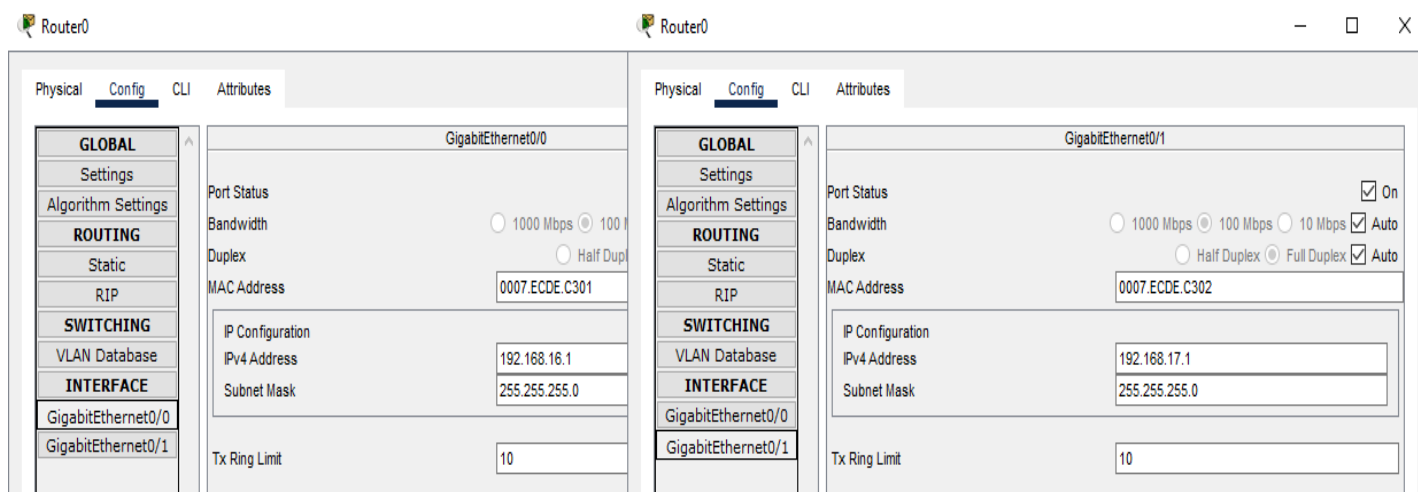 Router0
Physical Config CLI Attributes
GLOBAL
Settings
Algorithm Settings
ROUTING
Static
RIP
SWITCHING
VLAN Database
INTERFACE
GigabitEthernet0/0
GigabitEthernet0/1
GigabitEthernet0/0
Port Status
Bandwidth 1000 Mbps 100
Duplex Half
MAC Address 0007.ECDE.C301
IP Configuration
IPv4 Address 192.168.16.1
Subnet Mask 255.255.255.0
Tx Ring Limit 10
Router0
Physical Config CLI Attributes
GLOBAL
Settings
Algorithm Settings
ROUTING
Static
RIP
SWITCHING
VLAN Database
INTERFACE
GigabitEthernet0/0
GigabitEthernet0/1
GigabitEthernet0/1
Port Status On
Bandwidth 1000 Mbps 100 Mbps 10 Mbps Auto
Duplex Half Duplex Full Duplex Auto
MAC Address 0007.ECDE.C302
IP Configuration
IPv4 Address 192.168.17.1
Subnet Mask 255.255.255.0
Tx Ring Limit 10